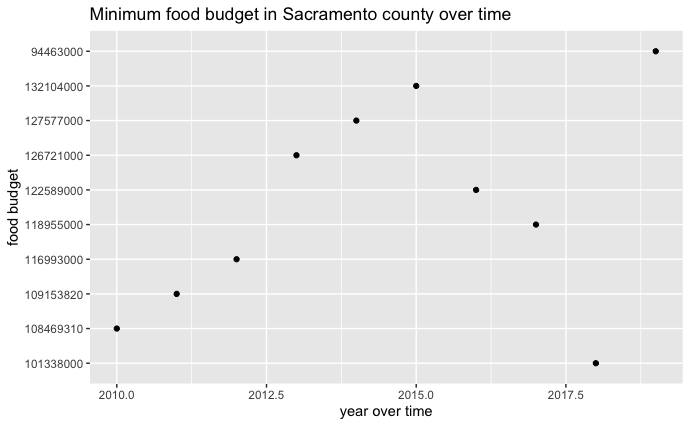 Minimum food budget in Sacramento county over time
94463000
132104000
127577000
126721000
122589000
118955000
116993000
109153820
108469310
101338000
food budget
2010.0 2012.5 2015.0 2017.5
year over time